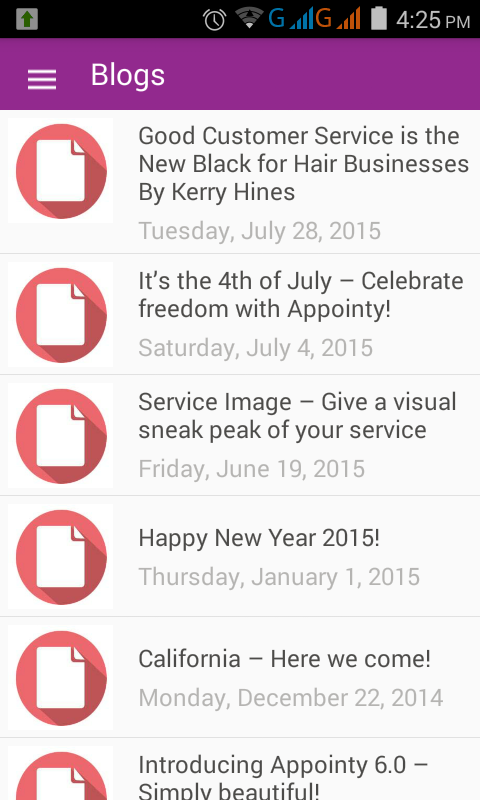 G G 4:25 PM
Blogs
Good Customer Service is the
New Black for Hair Businesses
By Kerry Hines
Tuesday, July 28, 2015
It’s the 4th of July – Celebrate
freedom with Appointy!
Saturday, July 4, 2015
Service Image – Give a visual
sneak peak of your service
Friday, June 19, 2015
Happy New Year 2015!
Thursday, January 1, 2015
California – Here we come!
Monday, December 22, 2014
Introducing Appointy 6.0 –
Simply beautiful!